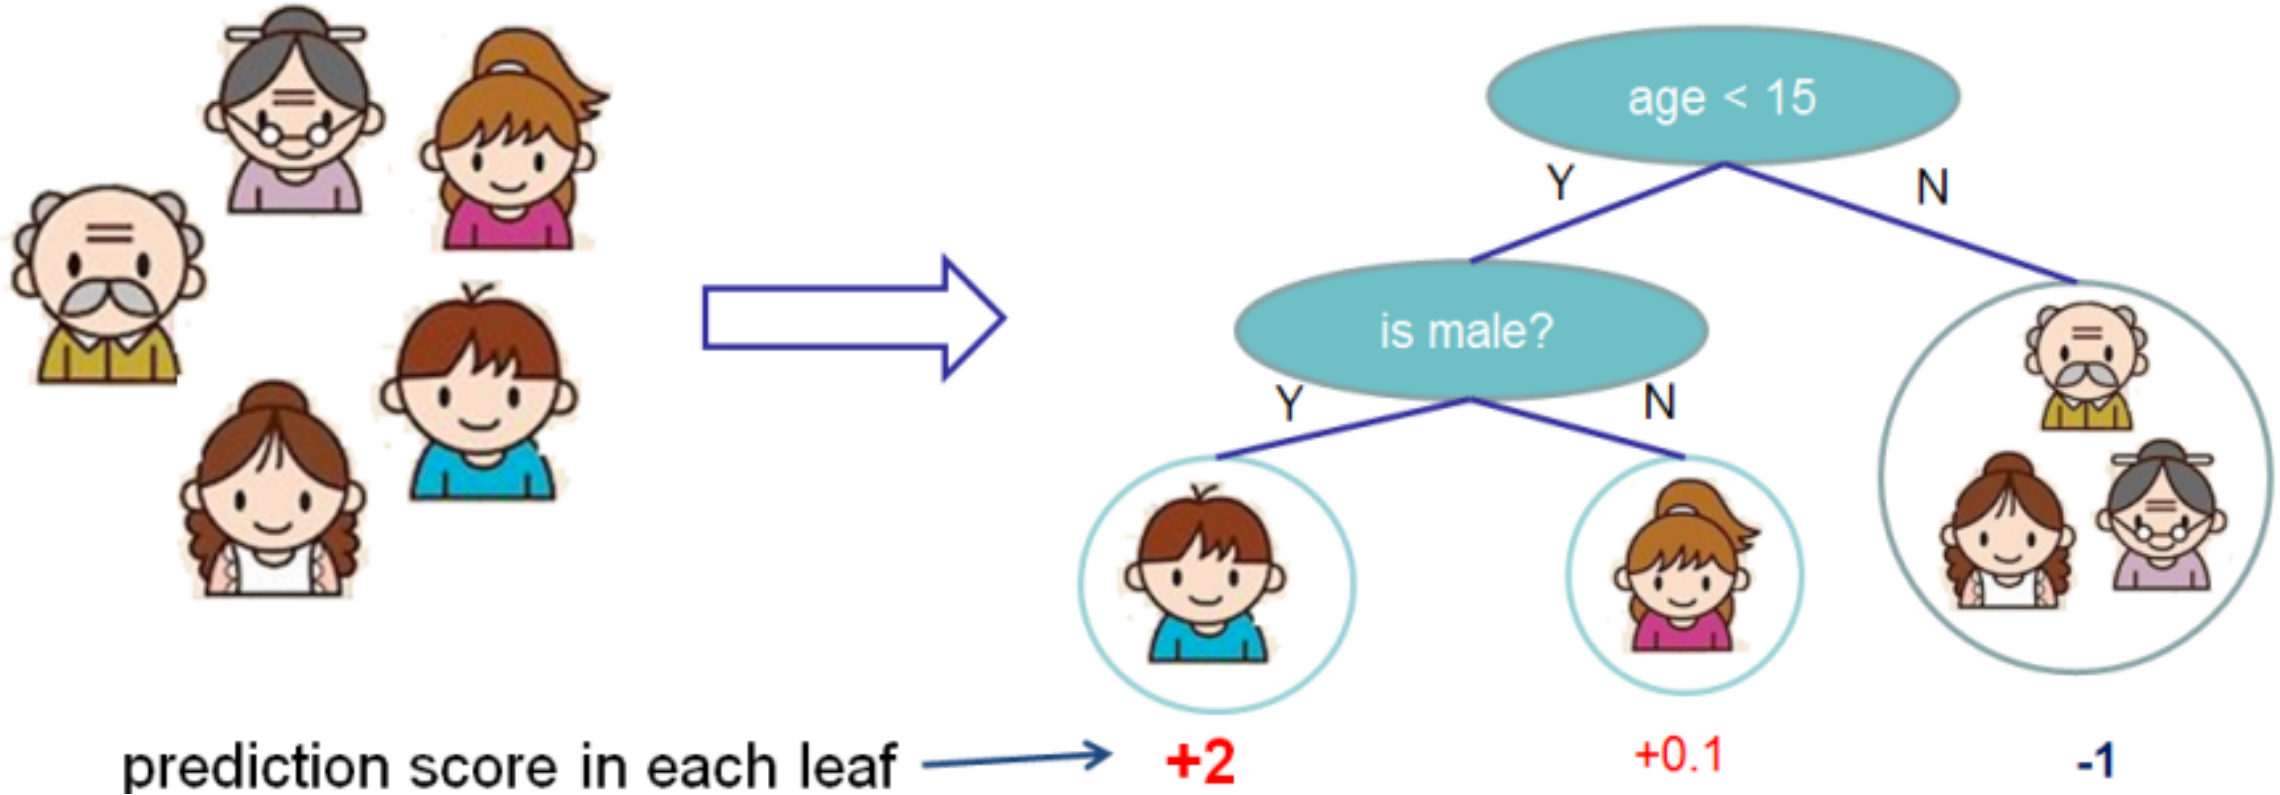 age < 15
Y
N
is male?
Y
N
prediction score in each leaf
+2
+0.1
-1